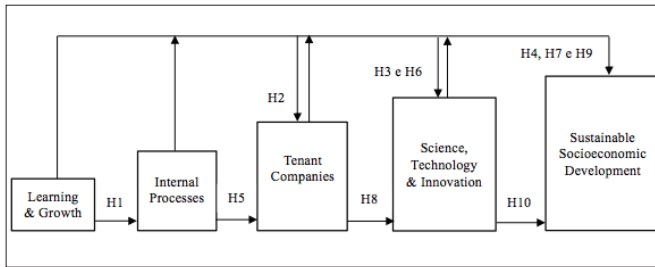 H4, H7 e H9
H3 e H6
H2
Learning
& Growth
H1
Internal
Processes
H5
Tenant
Companies
H8
Science,
Technology
& Innovation
H10
Sustainable
Socioeconomic
Development